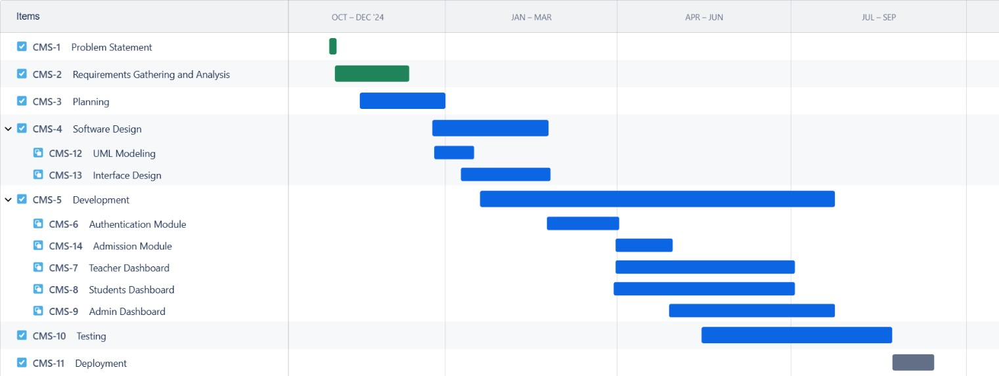 Items OCT – DEC '24 JAN – MAR APR – JUN JUL – SEP
CMS-1 Problem Statement
CMS-2 Requirements Gathering and Analysis
CMS-3 Planning
CMS-4 Software Design
CMS-12 UML Modeling
CMS-13 Interface Design
CMS-5 Development
CMS-6 Authentication Module
CMS-14 Admission Module
CMS-7 Teacher Dashboard
CMS-8 Students Dashboard
CMS-9 Admin Dashboard
CMS-10 Testing
CMS-11 Deployment